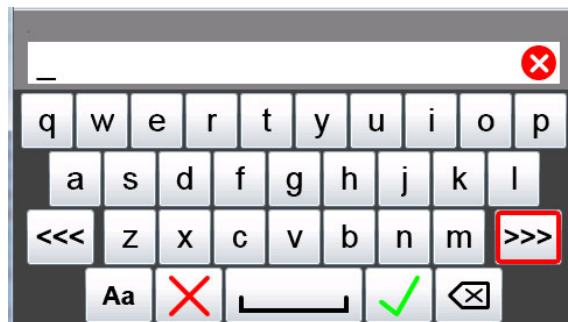 _
q w e r t y u i o p
a s d f g h j k l
<<< z x c v b n m >>>
Aa